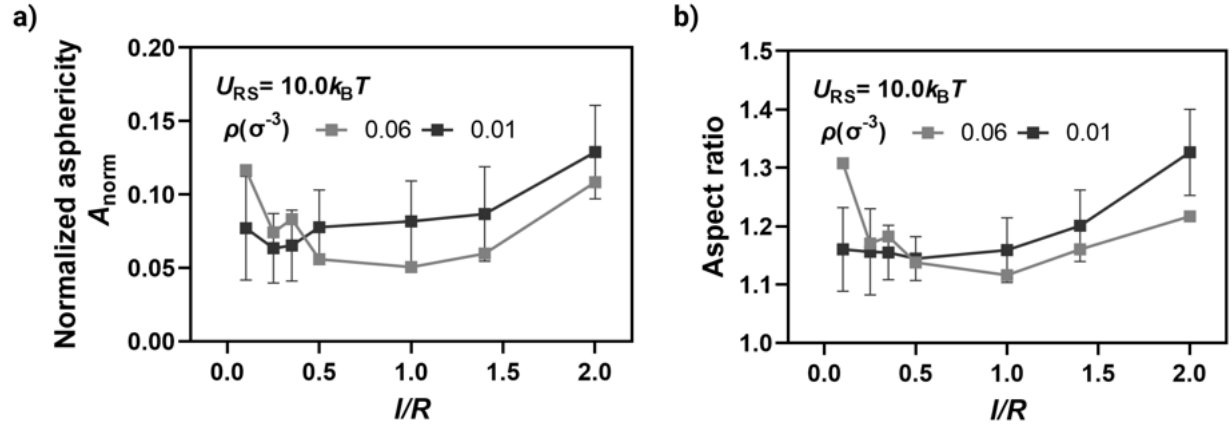 a)
Normalized asphericity
A_norm
0.20
0.15
0.10
0.05
0.00
U_RS= 10.0k_BT
ρ(σ⁻³) 0.06 0.01
0.0 0.5 1.0 1.5 2.0
l/R
b)
Aspect ratio
1.5
1.4
1.3
1.2
1.1
1.0
U_RS= 10.0k_BT
ρ(σ⁻³) 0.06 0.01
0.0 0.5 1.0 1.5 2.0
l/R